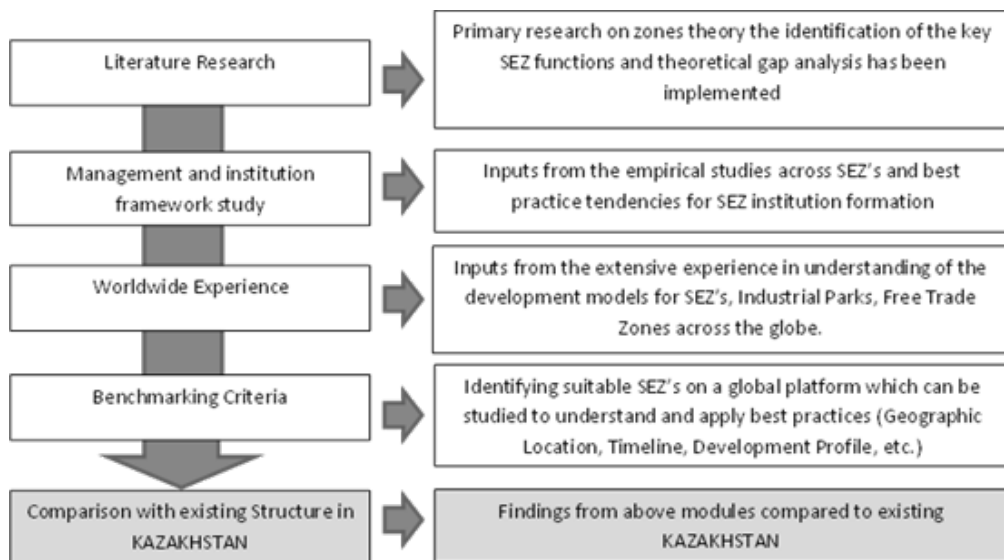 Literature Research
Primary research on zones theory the identification of the key
SEZ functions and theoretical gap analysis has been
implemented
Management and institution
framework study
Inputs from the empirical studies across SEZ's and best
practice tendencies for SEZ institution formation
Worldwide Experience
Inputs from the extensive experience in understanding of the
development models for SEZ's, Industrial Parks, Free Trade
Zones across the globe.
Benchmarking Criteria
Identifying suitable SEZ's on a global platform which can be
studied to understand and apply best practices (Geographic
Location, Timeline, Development Profile, etc.)
Comparison with existing Structure in
KAZAKHSTAN
Findings from above modules compared to existing
KAZAKHSTAN